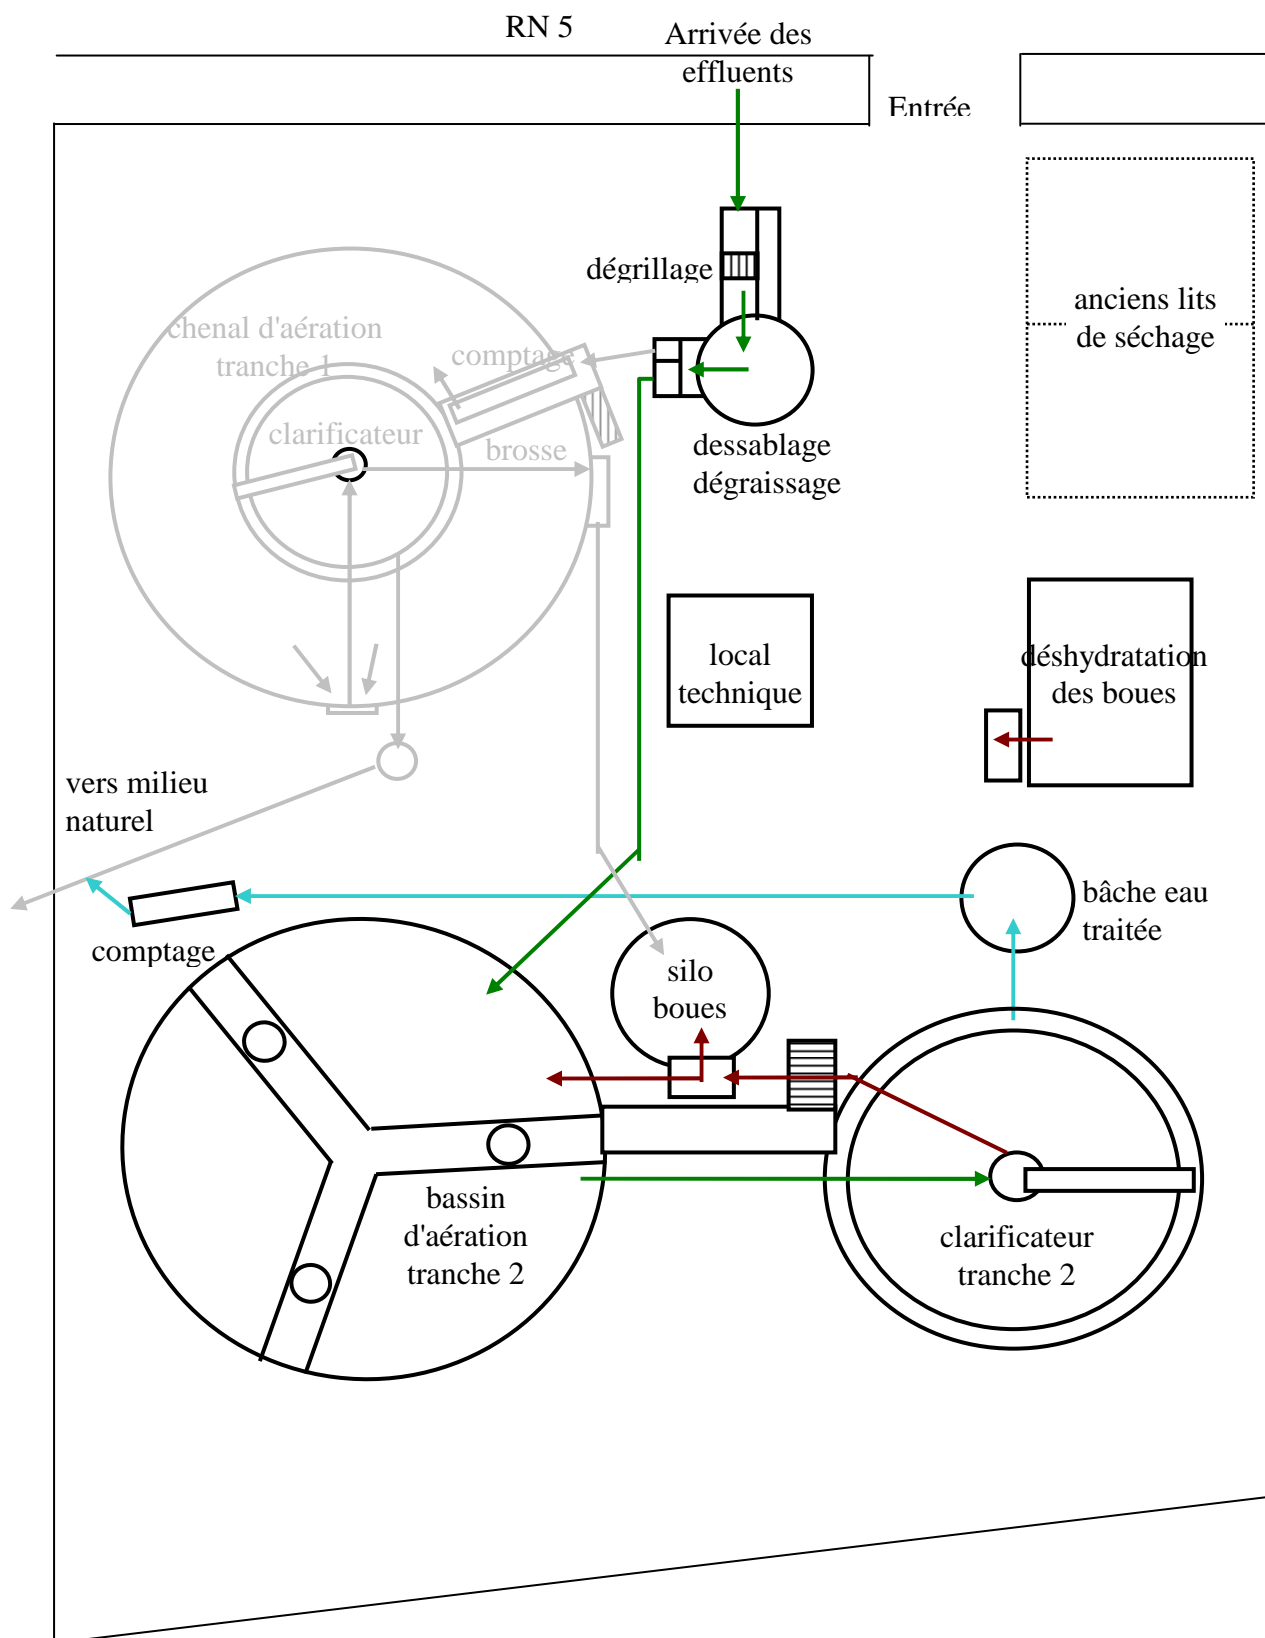 RN 5
Arrivée des
effluents
Entrée
dégrillage
anciens lits
de séchage
chenal d'aération
tranche 1
comptage
clarificateur
brosse
dessablage
dégraissage
local
technique
déshydratation
des boues
vers milieu
naturel
bâche eau
traitée
comptage
silo
boues
bassin
d'aération
tranche 2
clarificateur
tranche 2